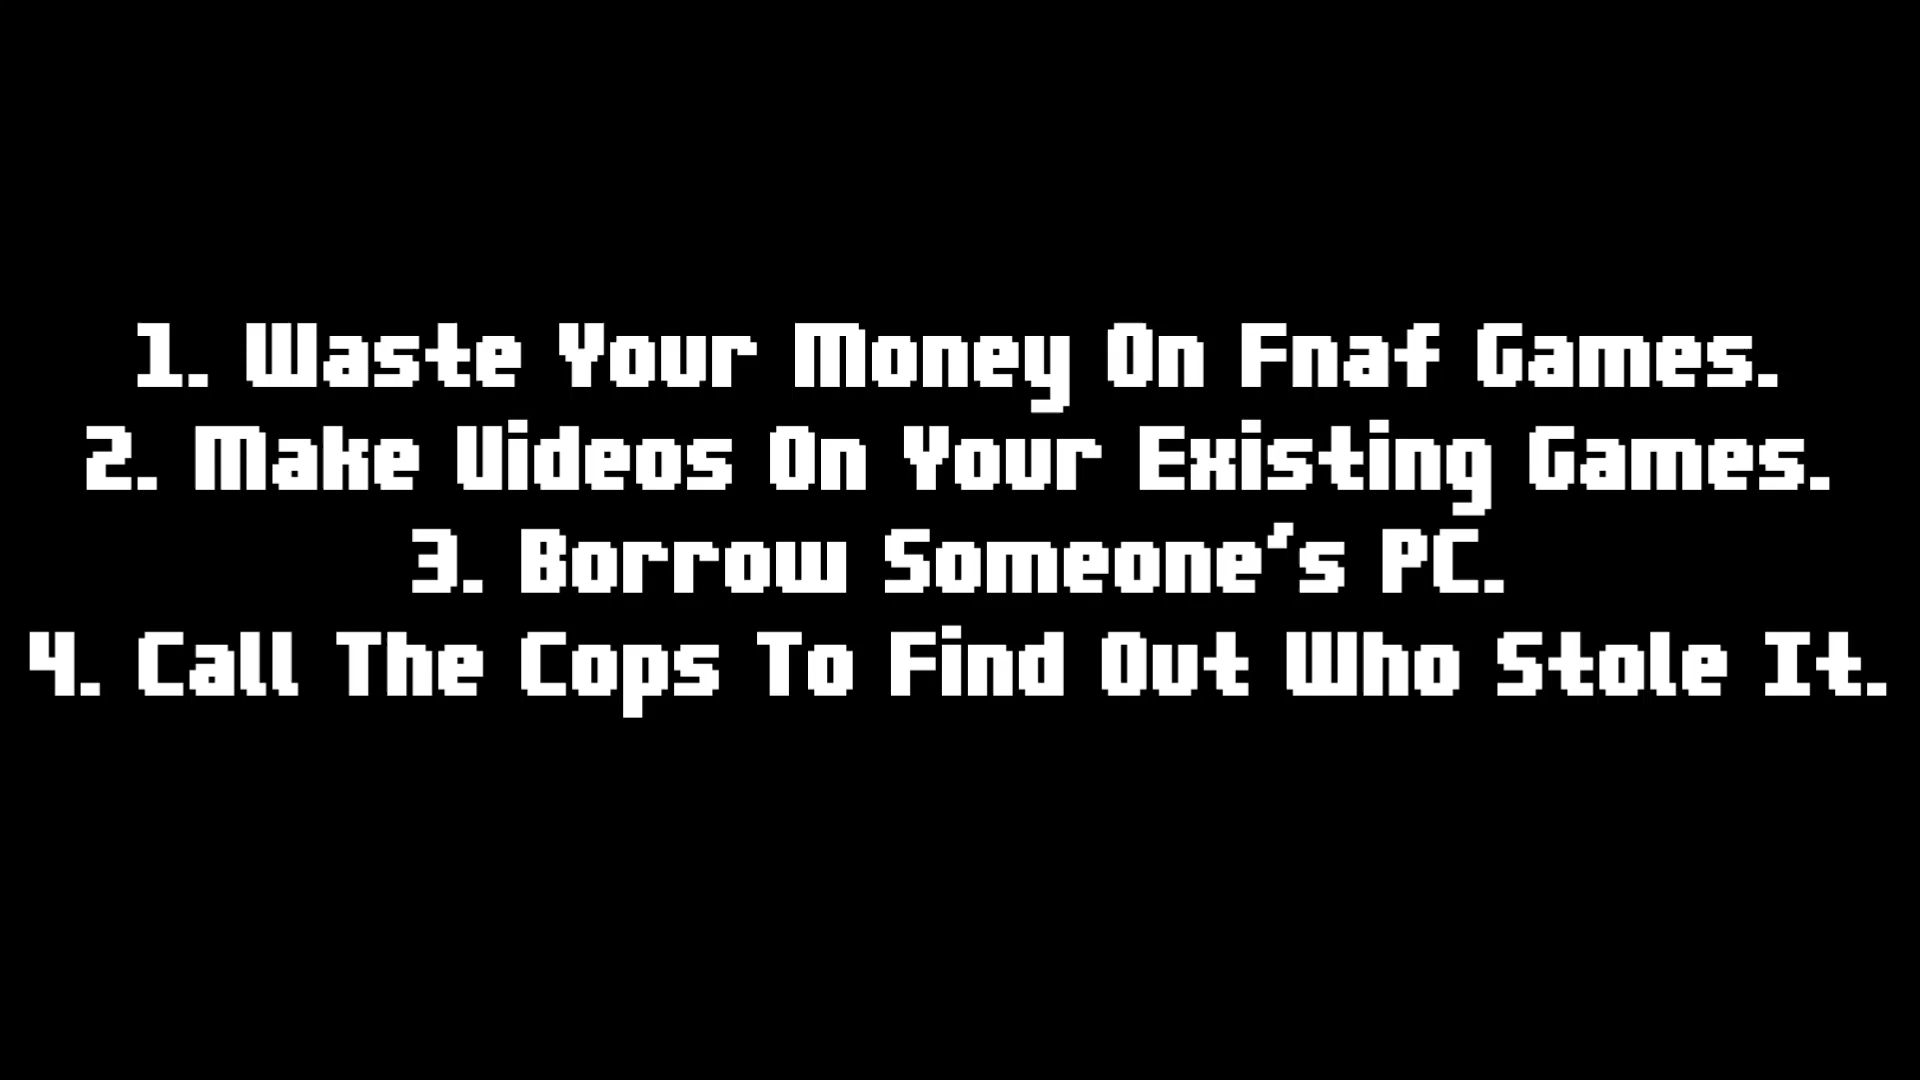 1. Waste Your Money On Fnaf Games.
2. Make Videos On Your Existing Games.
3. Borrow Someone's PC.
4. Call The Cops To Find Out Who Stole It.